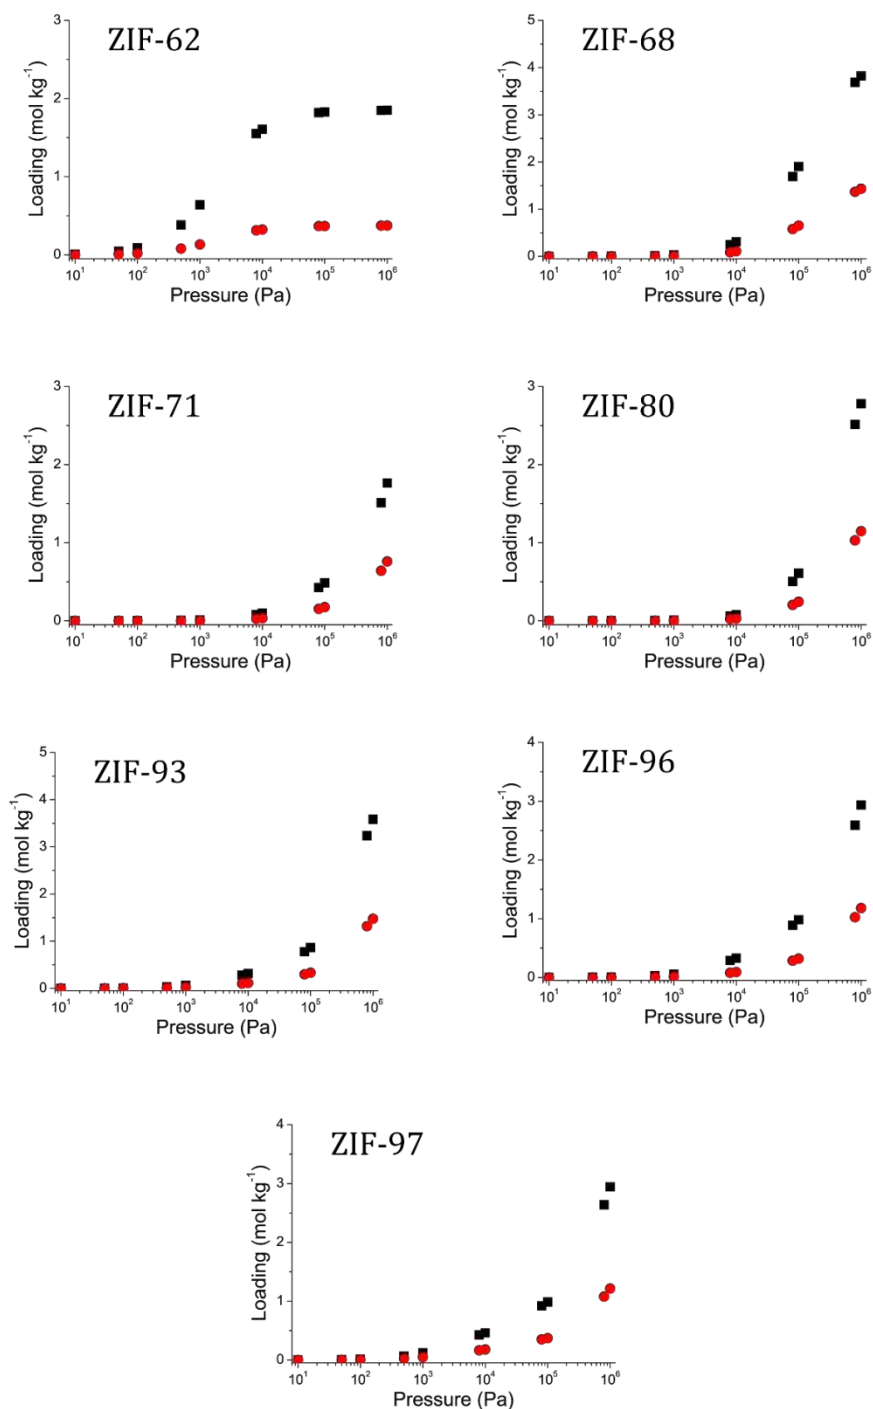 ZIF-62
Loading (mol kg⁻¹)
3
2
1
0
10¹ 10² 10³ 10⁴ 10⁵ 10⁶
Pressure (Pa)
ZIF-68
Loading (mol kg⁻¹)
5
4
3
2
1
0
10¹ 10² 10³ 10⁴ 10⁵ 10⁶
Pressure (Pa)
ZIF-71
Loading (mol kg⁻¹)
3
2
1
0
10¹ 10² 10³ 10⁴ 10⁵ 10⁶
Pressure (Pa)
ZIF-80
Loading (mol kg⁻¹)
3
2
1
0
10¹ 10² 10³ 10⁴ 10⁵ 10⁶
Pressure (Pa)
ZIF-93
Loading (mol kg⁻¹)
5
4
3
2
1
0
10¹ 10² 10³ 10⁴ 10⁵ 10⁶
Pressure (Pa)
ZIF-96
Loading (mol kg⁻¹)
4
3
2
1
0
10¹ 10² 10³ 10⁴ 10⁵ 10⁶
Pressure (Pa)
ZIF-97
Loading (mol kg⁻¹)
4
3
2
1
0
10¹ 10² 10³ 10⁴ 10⁵ 10⁶
Pressure (Pa)